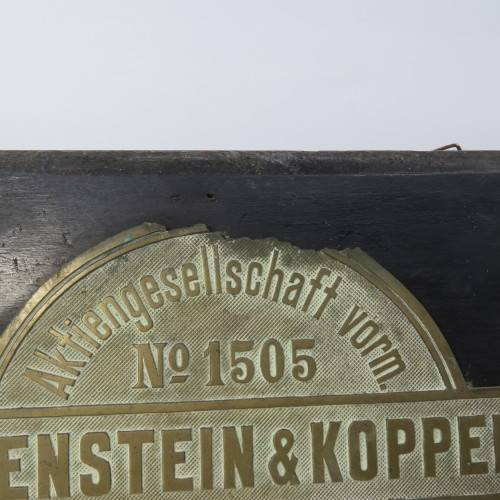 Aktiengesellschaft vorm.
No 1505
ENSTEIN & KOPPE